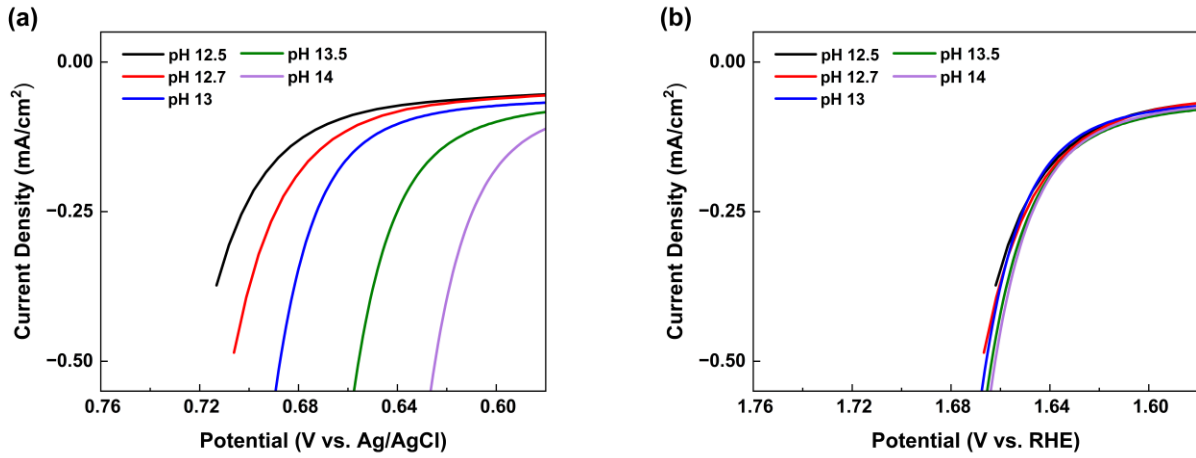 (a)
pH 12.5
pH 13.5
pH 12.7
pH 14
pH 13
0.00
−0.25
−0.50
Current Density (mA/cm²)
0.76
0.72
0.68
0.64
0.60
Potential (V vs. Ag/AgCl)
(b)
pH 12.5
pH 13.5
pH 12.7
pH 14
pH 13
0.00
−0.25
−0.50
Current Density (mA/cm²)
1.76
1.72
1.68
1.64
1.60
Potential (V vs. RHE)